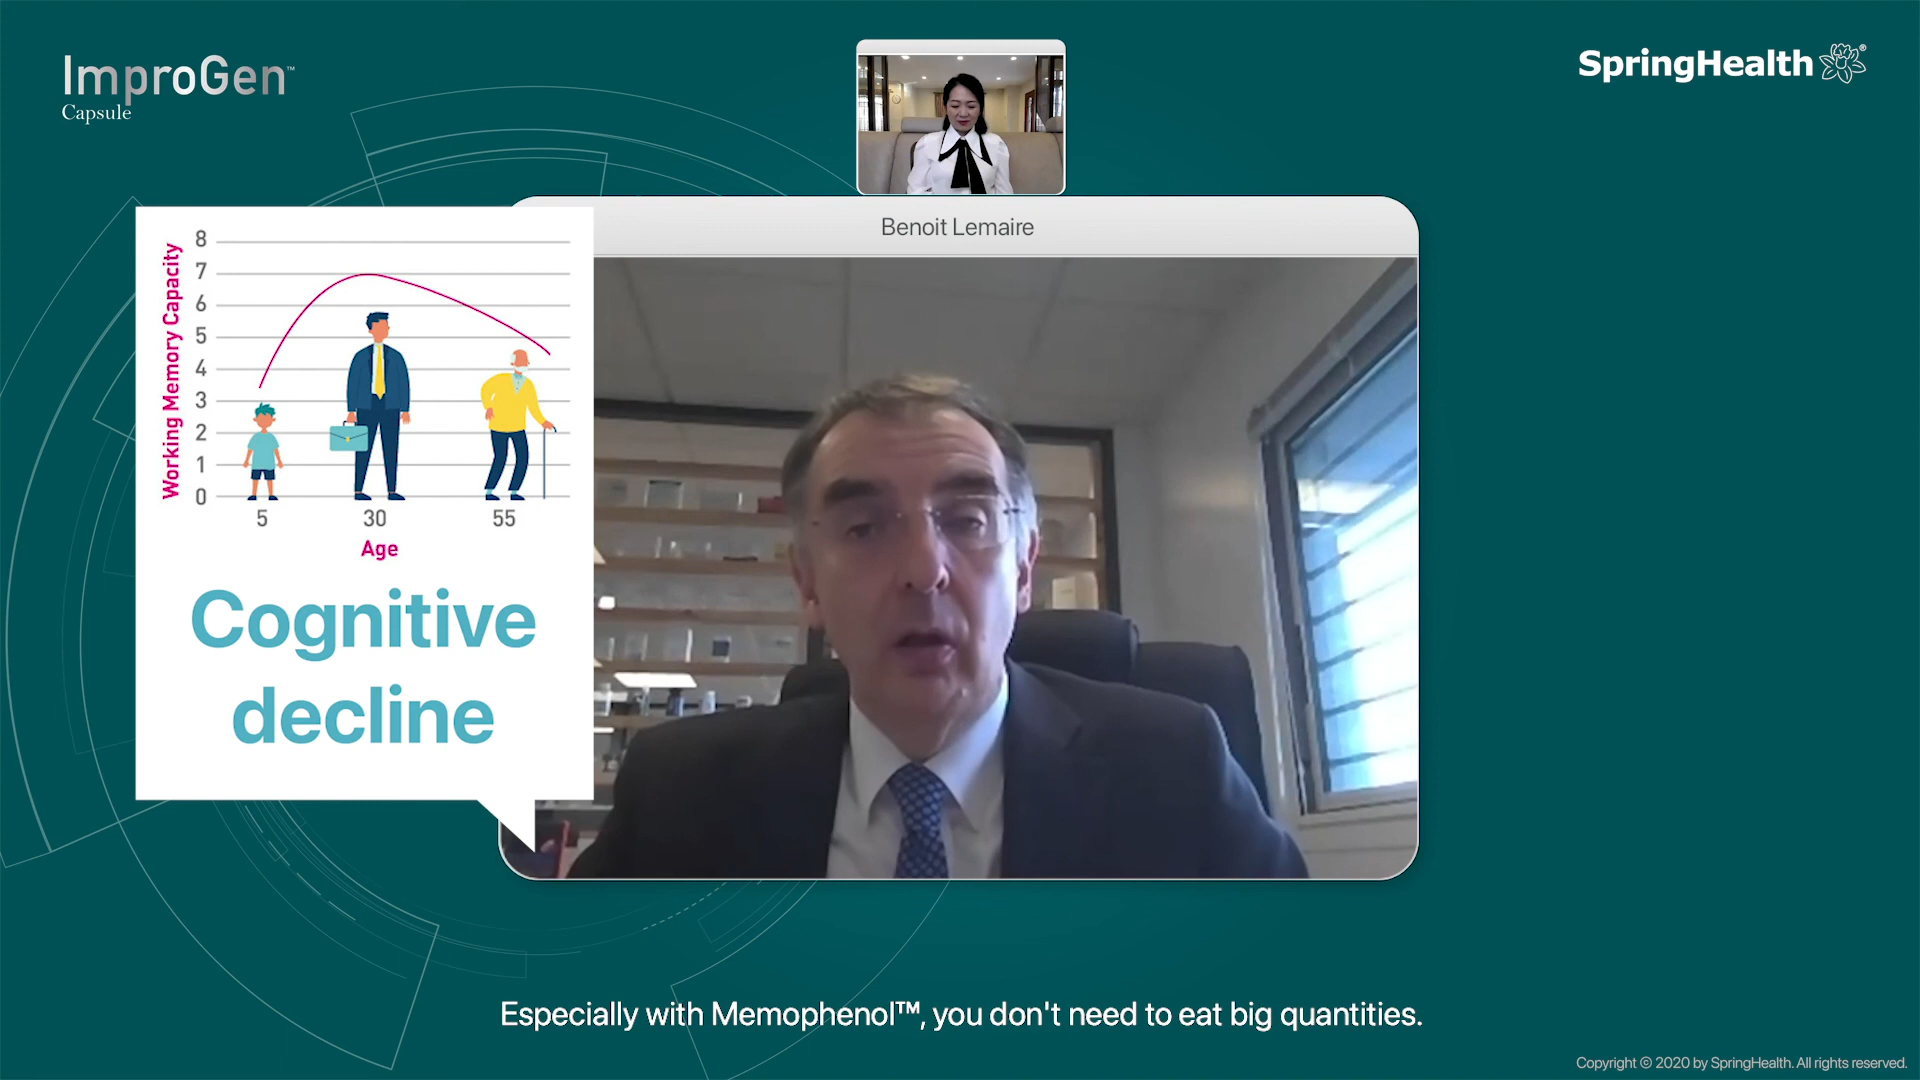 ImproGen™
Capsule
SpringHealth®
Benoit Lemaire
Working Memory Capacity
8
7
6
5
4
3
2
1
0
5 30 55
Age
Cognitive
decline
Especially with Memophenol™, you don't need to eat big quantities.
Copyright © 2020 by SpringHealth. All rights reserved.